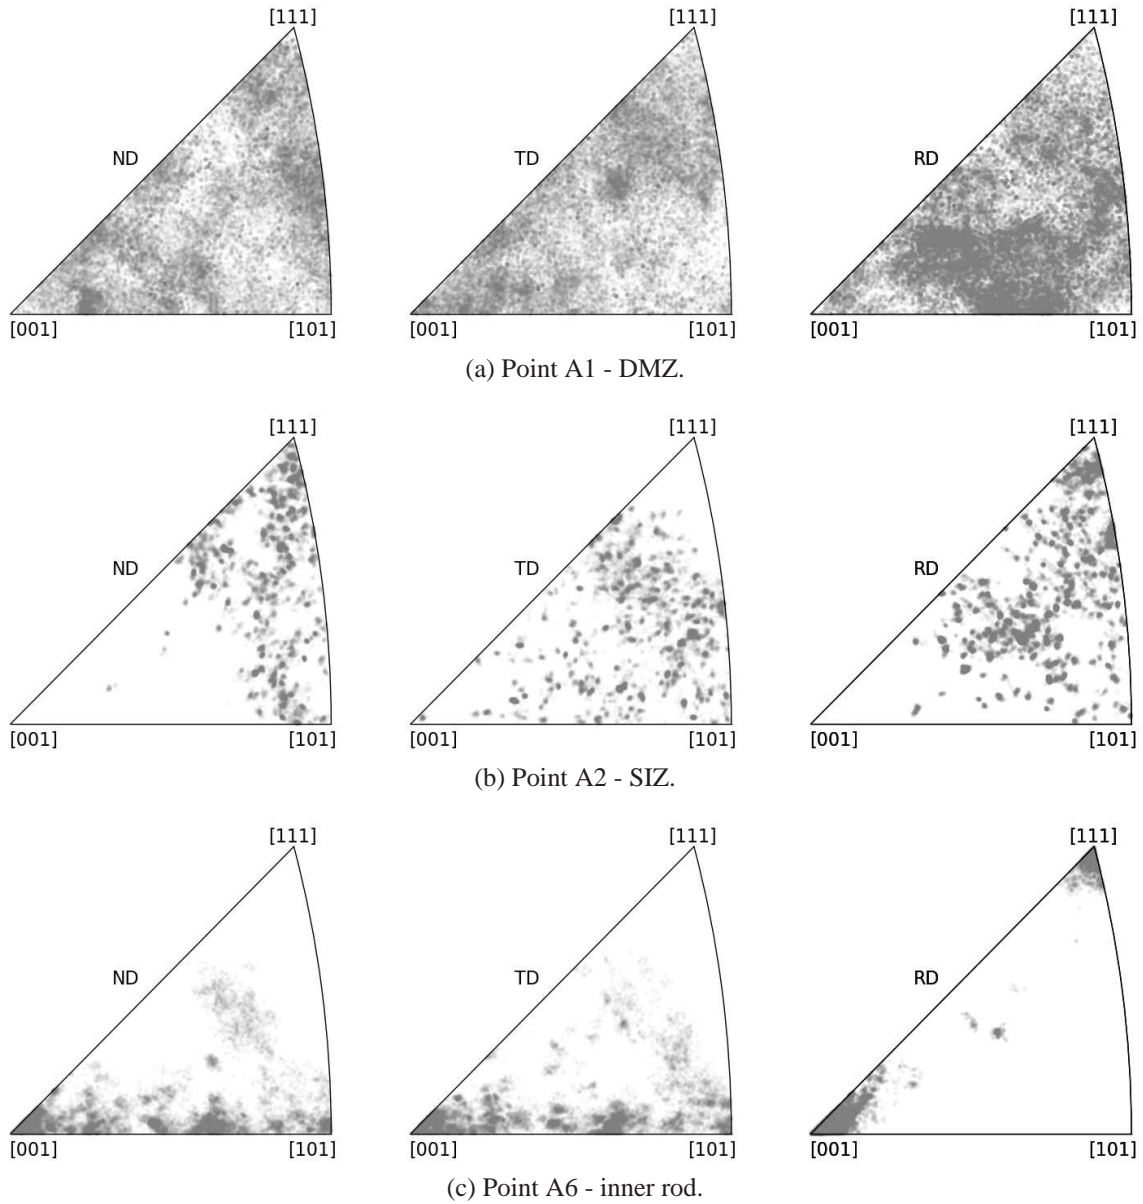 [111] [111] [111]
ND TD RD
[001] [101] [001] [101] [001] [101]
(a) Point A1 - DMZ.
[111] [111] [111]
ND TD RD
[001] [101] [001] [101] [001] [101]
(b) Point A2 - SIZ.
[111] [111] [111]
ND TD RD
[001] [101] [001] [101] [001] [101]
(c) Point A6 - inner rod.